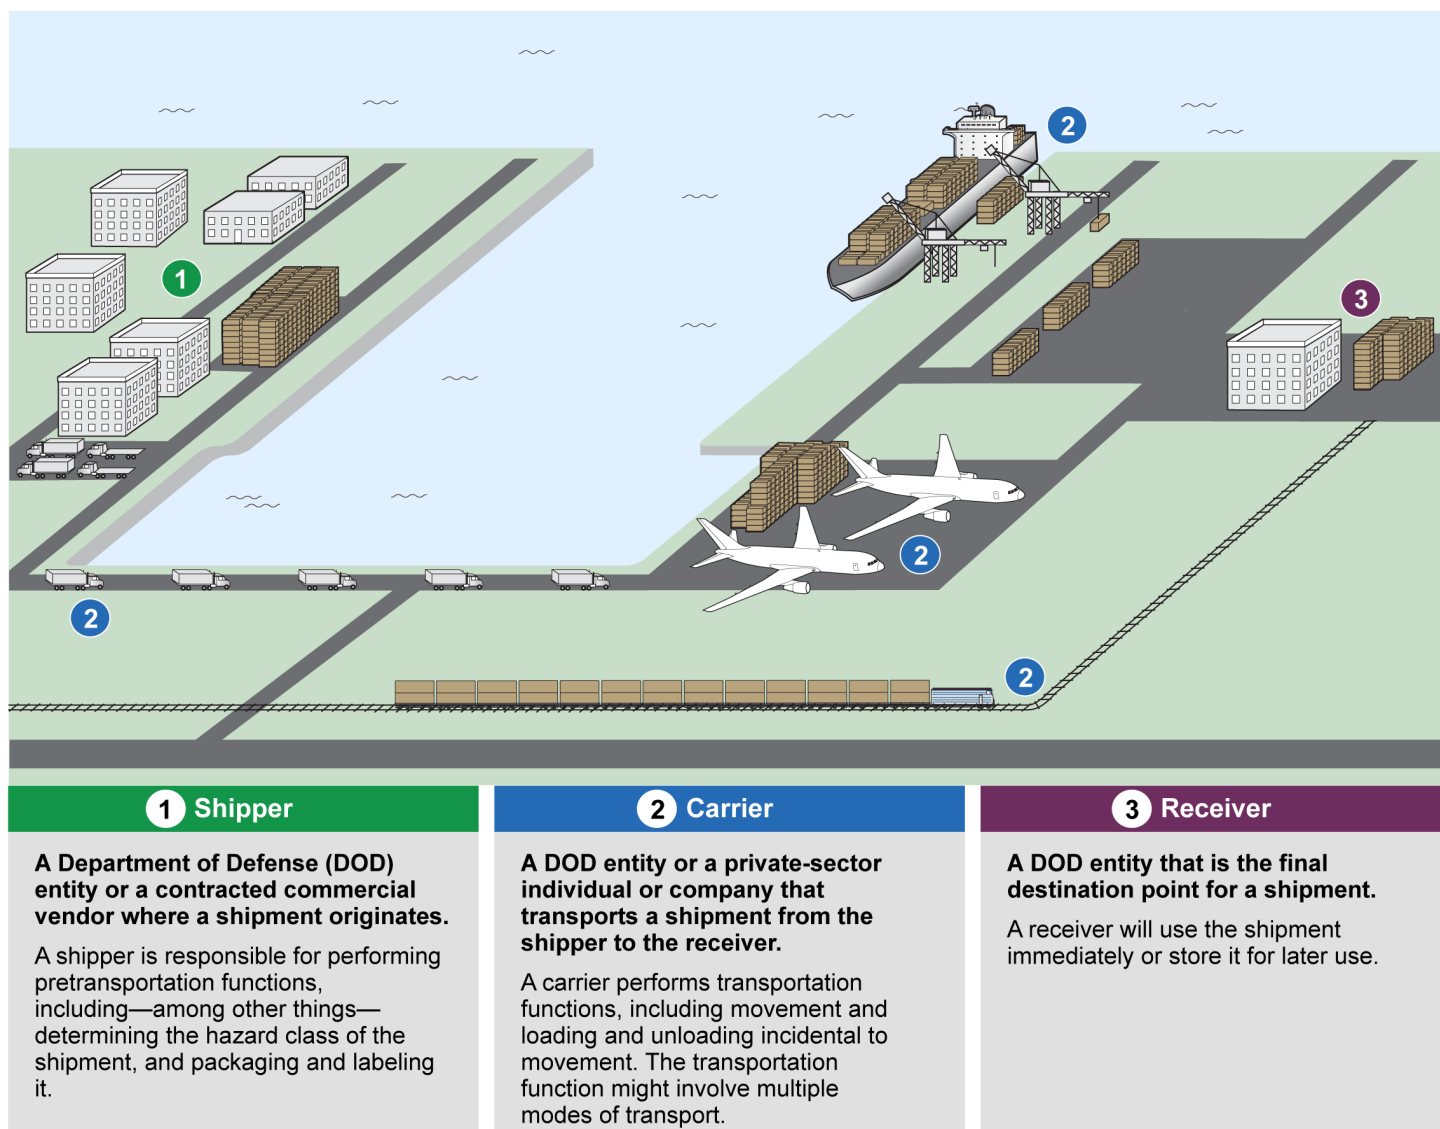 2
1
3
2
2
2
1 Shipper
A Department of Defense (DOD)
entity or a contracted commercial
vendor where a shipment originates.
A shipper is responsible for performing
pretransportation functions,
including—among other things—
determining the hazard class of the
shipment, and packaging and labeling
it.
2 Carrier
A DOD entity or a private-sector
individual or company that
transports a shipment from the
shipper to the receiver.
A carrier performs transportation
functions, including movement and
loading and unloading incidental to
movement. The transportation
function might involve multiple
modes of transport.
3 Receiver
A DOD entity that is the final
destination point for a shipment.
A receiver will use the shipment
immediately or store it for later use.